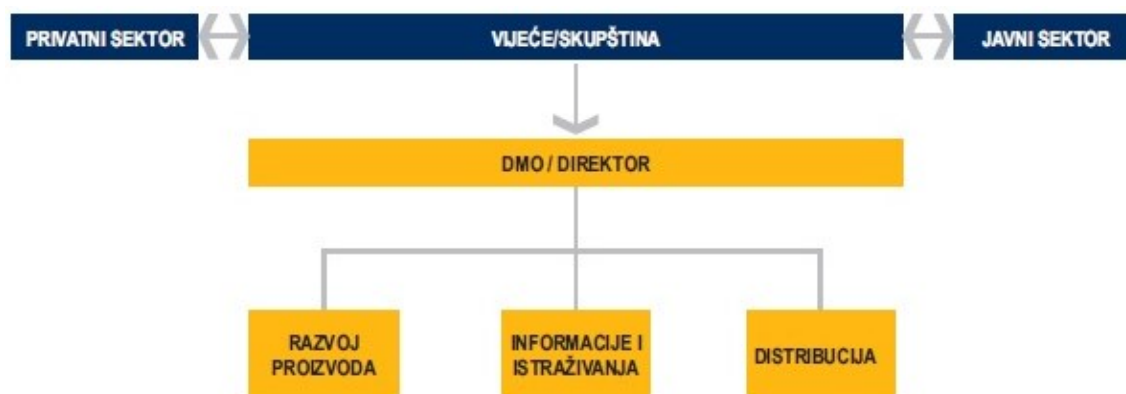 PRIVATNI SEKTOR
VIJEĆE/SKUPŠTINA
JAVNI SEKTOR
DMO / DIREKTOR
RAZVOJ
PROIZVODA
INFORMACIJE I
ISTRAŽIVANJA
DISTRIBUCIJA